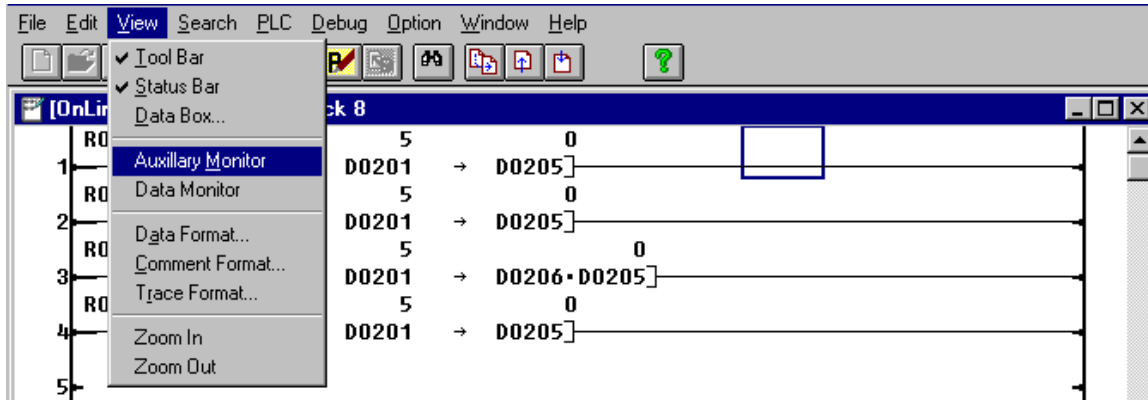 File Edit View Search PLC Debug Option Window Help
Tool Bar
Status Bar
Data Box...
Auxillary Monitor
Data Monitor
Data Format...
Comment Format...
Trace Format...
Zoom In
Zoom Out
[OnLin ck 8
R0 5 0
1 D0201 → D0205]
R0 5 0
2 D0201 → D0205]
R0 5 0
3 D0201 → D0206·D0205]
R0 5 0
4 D0201 → D0205]
5